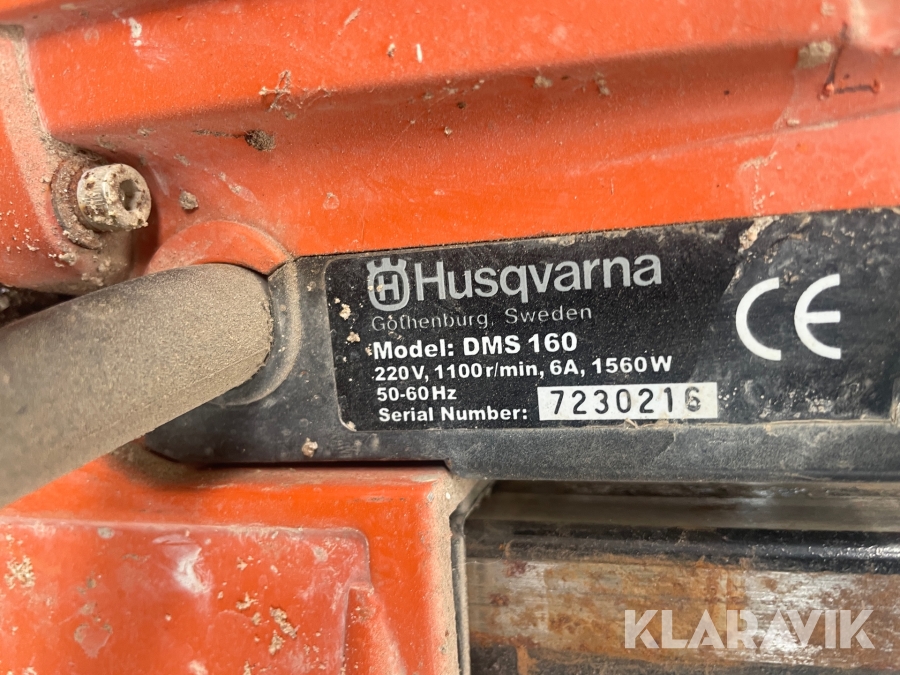 H Husqvarna
Gothenburg, Sweden
Model: DMS 160
220V, 1100r/min, 6A, 1560W
50-60Hz
Serial Number: 7230216
CE
KLARAVIK